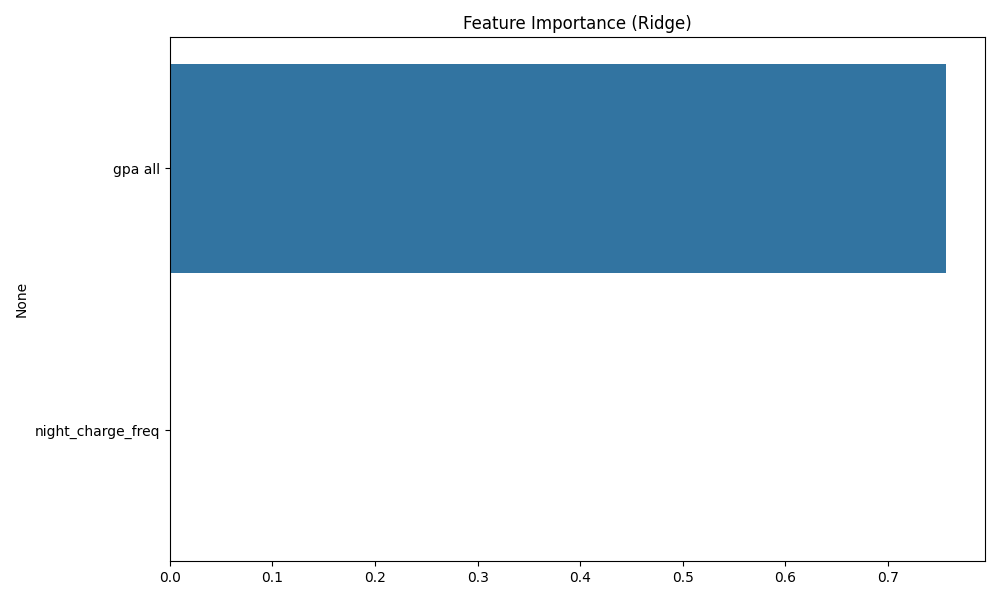 Feature Importance (Ridge)
gpa all
None
night_charge_freq
0.0 0.1 0.2 0.3 0.4 0.5 0.6 0.7